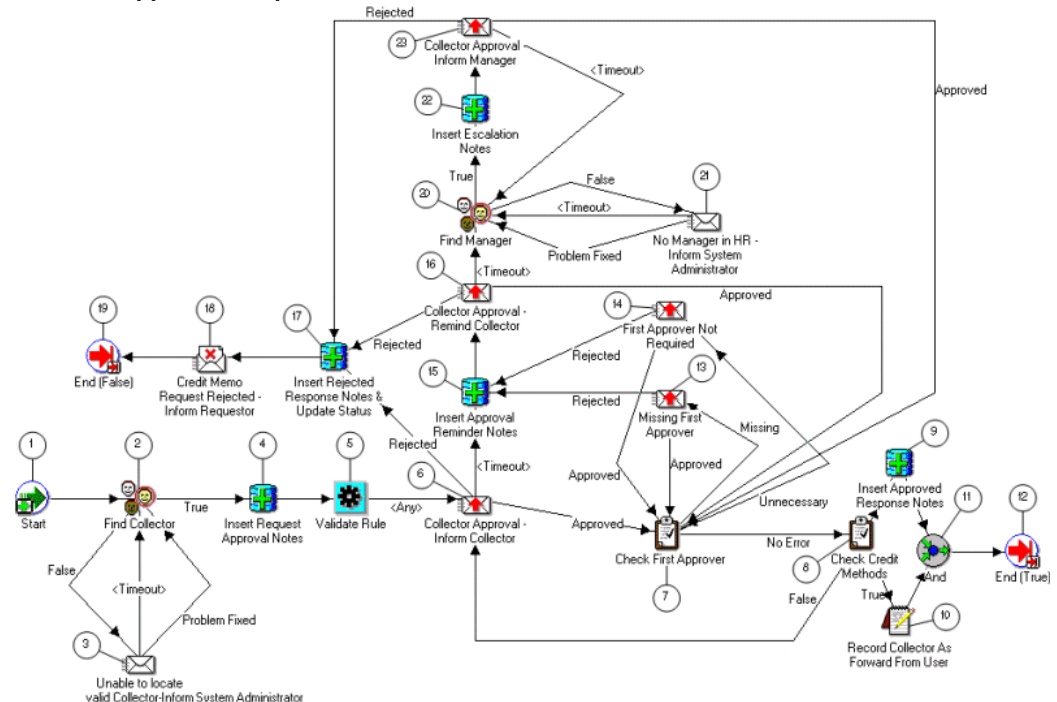 Rejected
23
Collector Approval
Inform Manager
<Timeout>
Approved
22
Insert Escalation
Notes
True
False
21
20
<Timeout>
Find Manager
Problem Fixed
No Manager in HR -
Inform System
Administrator
16
<Timeout>
Approved
19
18
17
Collector Approval -
Remind Collector
14
First Approver Not
Required
Rejected
Rejected
End (False)
Credit Memo
Request Rejected -
Inform Requestor
Insert Rejected
Response Notes &
Update Status
15
13
Insert Approval
Reminder Notes
Rejected
Missing First
Approver
Missing
9
1
2
4
5
Rejected
6
<Timeout>
Approved
Approved
Insert Approved
Response Notes
Unnecessary
11
12
True
<Any>
Approved
No Error
Start
Find Collector
Insert Request
Approval Notes
Validate Rule
Collector Approval -
Inform Collector
Check First Approver
8
Check Credit
Methods
And
End (True)
False
<Timeout>
7
False
True
Problem Fixed
10
3
Record Collector As
Forward From User
Unable to locate
valid Collector-Inform System Administrator